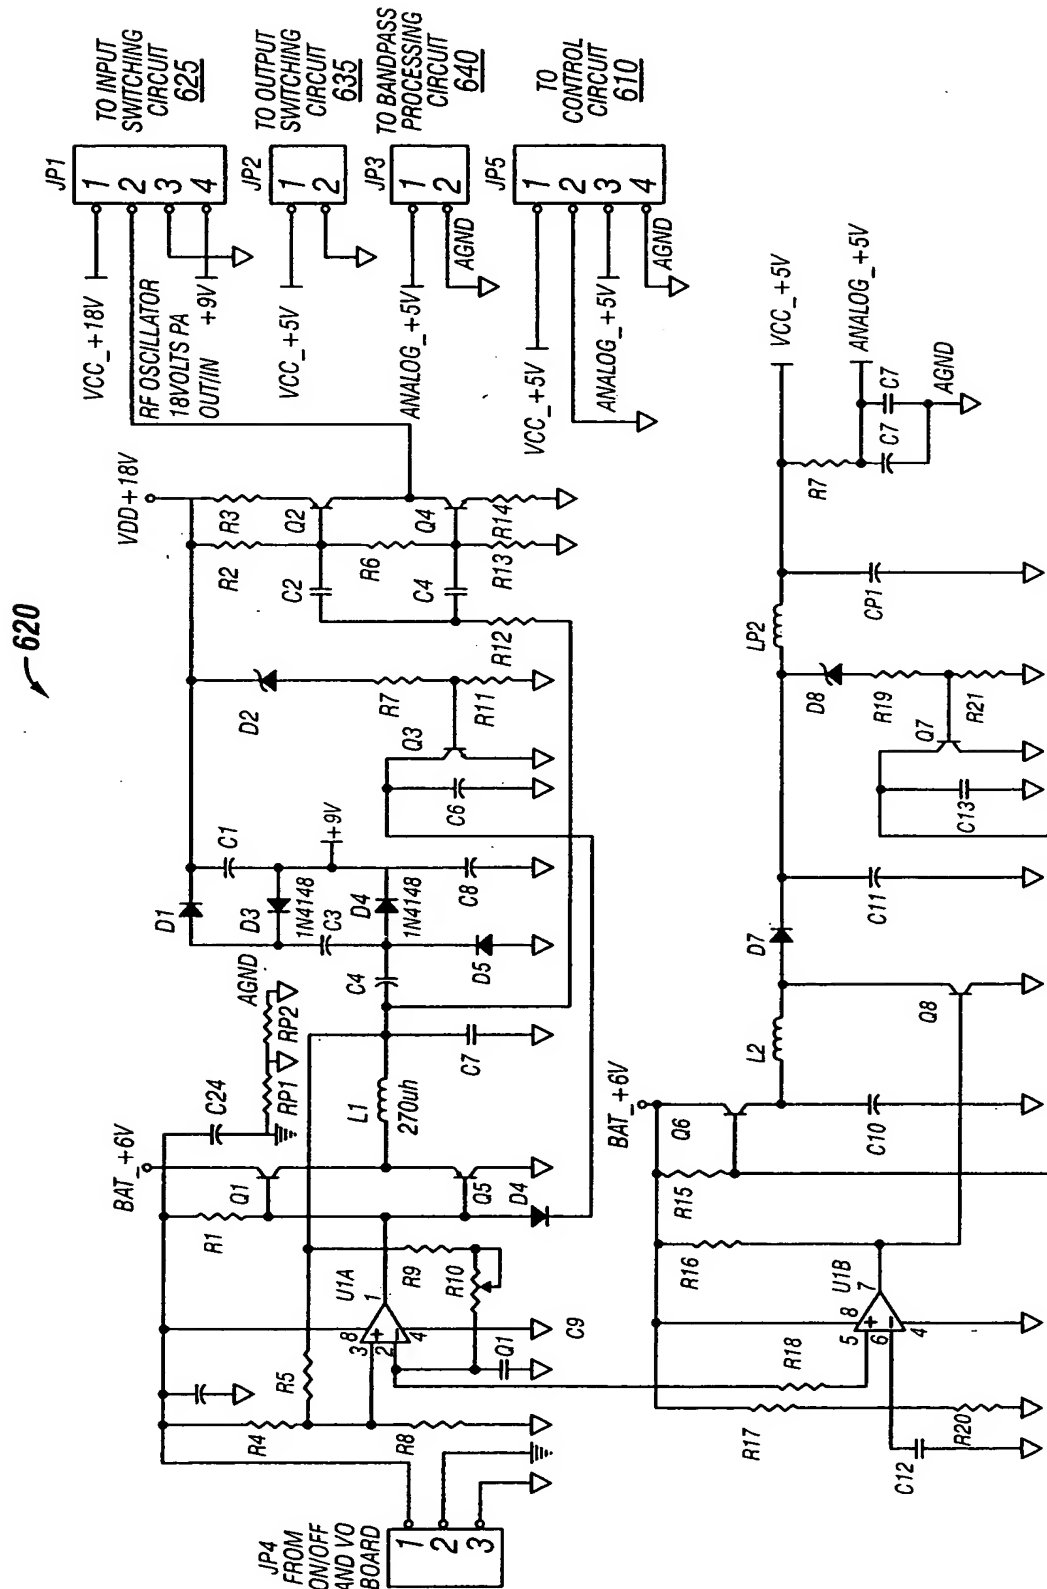 620
JP4
FROM
ON/OFF
AND VO
BOARD
1
2
3
R4
R8
R5
3
2
8
+
−
4
1
U1A
R9
R10
Q1
C9
R1
BAT_+6V
Q1
Q5
D4
C24
RP1
RP2
AGND
L1
270uh
C7
C4
D1
D3
1N4148
C3
D4
1N4148
D5
C1
+9V
C8
C6
Q3
D2
R7
R11
VDD+18V
R2
R3
C2
Q2
R6
C4
Q4
R12
R13
R14
VCC_+18V
RF OSCILLATOR
18VOLTS PA
OUT/IN
+9V
JP1
1
2
3
4
TO INPUT
SWITCHING
CIRCUIT
625
VCC_+5V
JP2
1
2
TO OUTPUT
SWITCHING
CIRCUIT
635
ANALOG_+5V
AGND
JP3
1
2
TO BANDPASS
PROCESSING
CIRCUIT
640
VCC_+5V
ANALOG_+5V
AGND
JP5
1
2
3
4
TO
CONTROL
CIRCUIT
610
C12
R17
R20
R18
5
6
8
+
−
4
7
U1B
R16
R15
BAT_+6V
Q6
C10
L2
Q8
D7
C11
C13
Q7
D8
R19
R21
LP2
CP1
R7
C7
C7
AGND
VCC_+5V
ANALOG_+5V